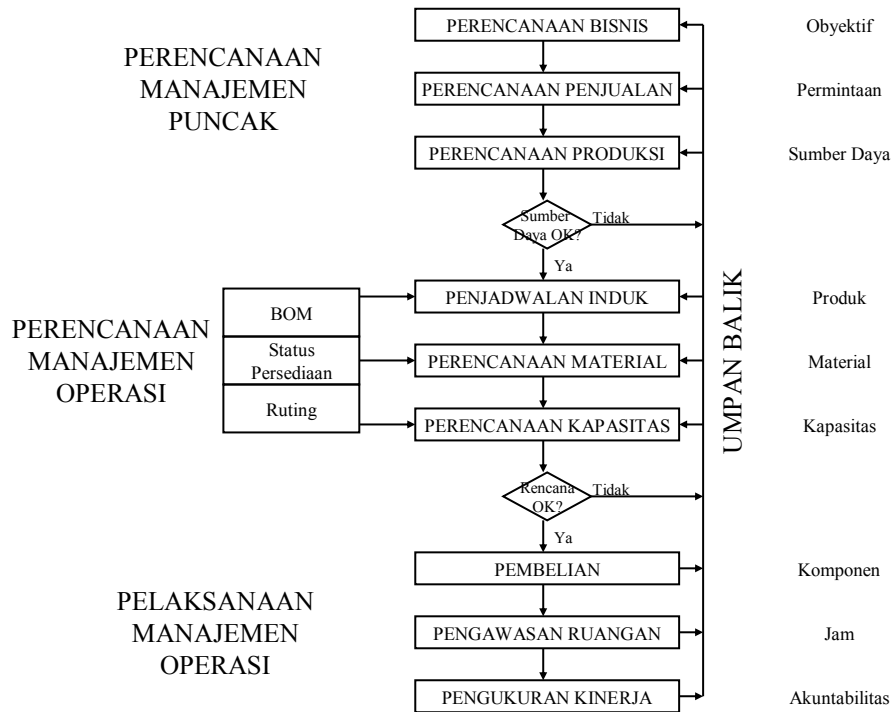 PERENCANAAN BISNIS
Obyektif
PERENCANAAN
MANAJEMEN
PUNCAK
PERENCANAAN PENJUALAN
Permintaan
PERENCANAAN PRODUKSI
Sumber Daya
Sumber
Daya OK?
Tidak
Ya
BOM
PENJADWALAN INDUK
Produk
PERENCANAAN
MANAJEMEN
OPERASI
Status
Persediaan
PERENCANAAN MATERIAL
Material
Ruting
PERENCANAAN KAPASITAS
Kapasitas
UMPAN BALIK
Rencana
OK?
Tidak
Ya
PEMBELIAN
Komponen
PELAKSANAAN
MANAJEMEN
OPERASI
PENGAWASAN RUANGAN
Jam
PENGUKURAN KINERJA
Akuntabilitas